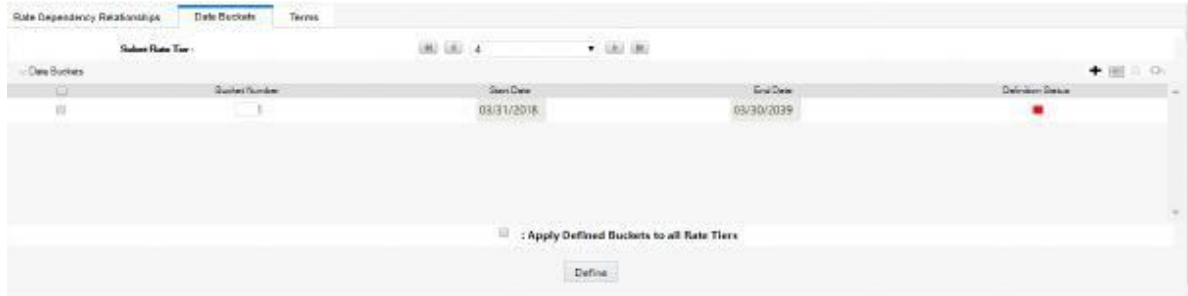 Rate Dependency Relationships Date Buckets Terms
Select Rate Tier : 4
Date Buckets
Bucket Number Start Date End Date Definition Status
1 03/31/2018 03/30/2039
: Apply Defined Buckets to all Rate Tiers
Define